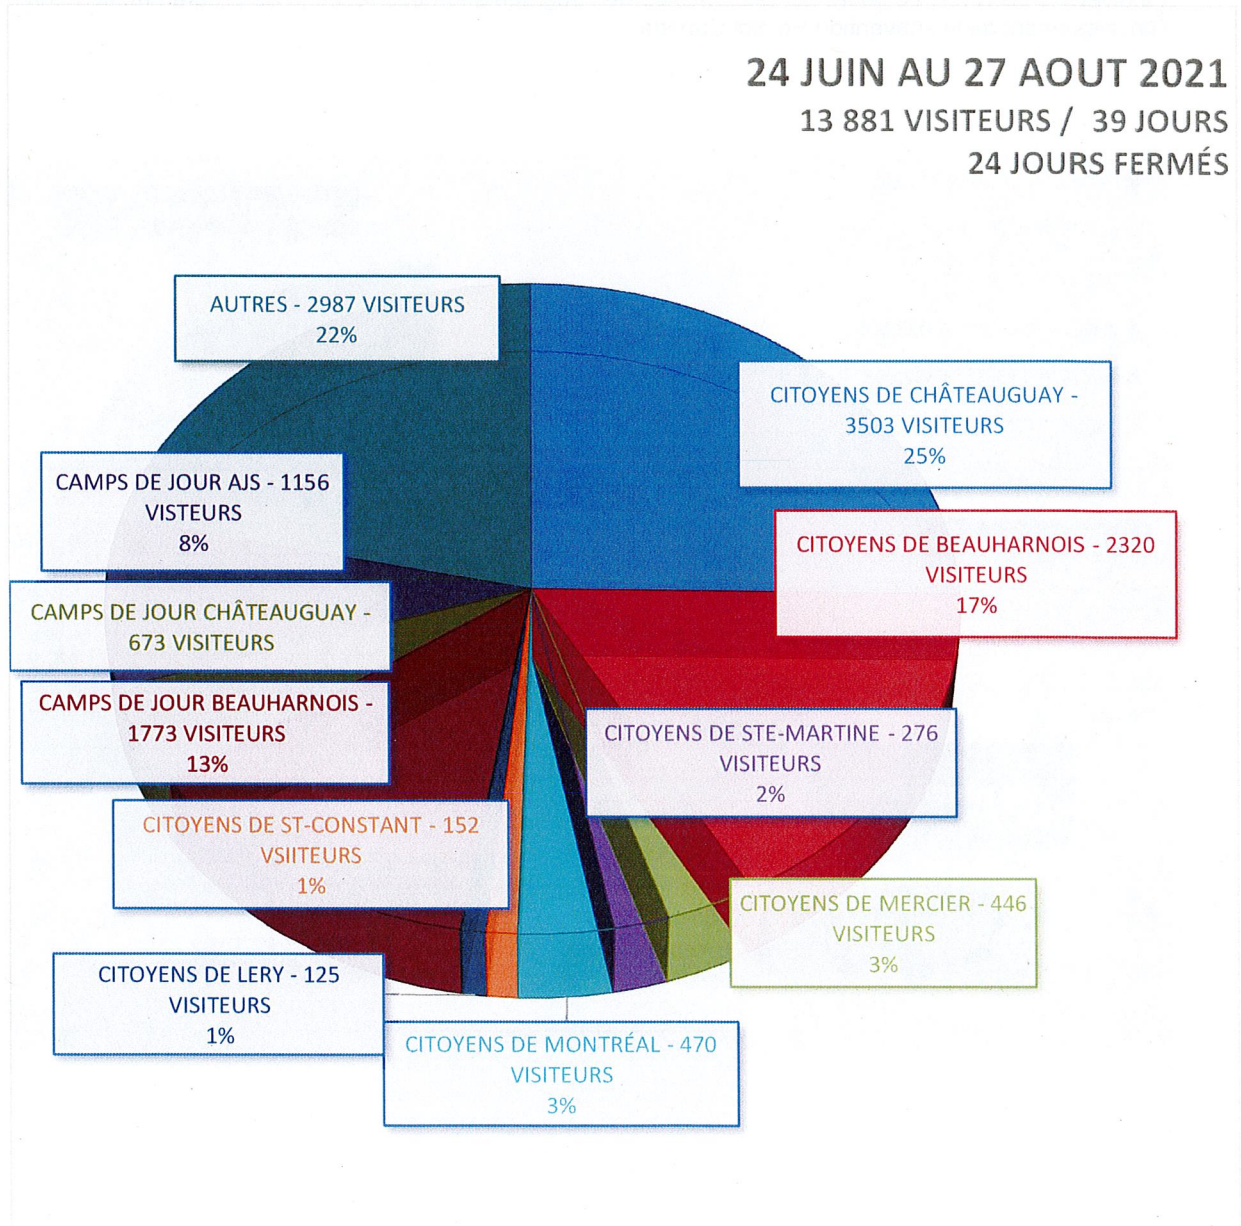 24 JUIN AU 27 AOUT 2021
13 881 VISITEURS / 39 JOURS
24 JOURS FERMÉS
AUTRES - 2987 VISITEURS
22%
CITOYENS DE CHÂTEAUGUAY -
3503 VISITEURS
25%
CAMPS DE JOUR AJS - 1156
VISTEURS
8%
CITOYENS DE BEAUHARNOIS - 2320
VISITEURS
17%
CAMPS DE JOUR CHÂTEAUGUAY -
673 VISITEURS
CAMPS DE JOUR BEAUHARNOIS -
1773 VISITEURS
13%
CITOYENS DE STE-MARTINE - 276
VISITEURS
2%
CITOYENS DE ST-CONSTANT - 152
VSIITEURS
1%
CITOYENS DE MERCIER - 446
VISITEURS
3%
CITOYENS DE LERY - 125
VISITEURS
1%
CITOYENS DE MONTRÉAL - 470
VISITEURS
3%